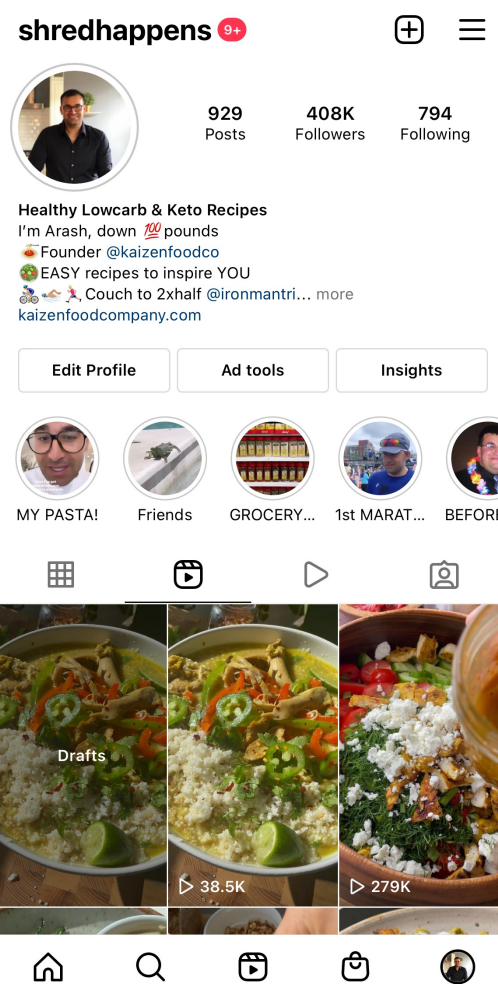 shredhappens 9+
929 408K 794
Posts Followers Following
Healthy Lowcarb & Keto Recipes
I'm Arash, down 💯 pounds
🍝Founder @kaizenfoodco
🥗EASY recipes to inspire YOU
🚴🏊🏃Couch to 2xhalf @ironmantri... more
kaizenfoodcompany.com
Edit Profile Ad tools Insights
MY PASTA! Friends GROCERY... 1st MARAT... BEFORE
Drafts
38.5K 279K